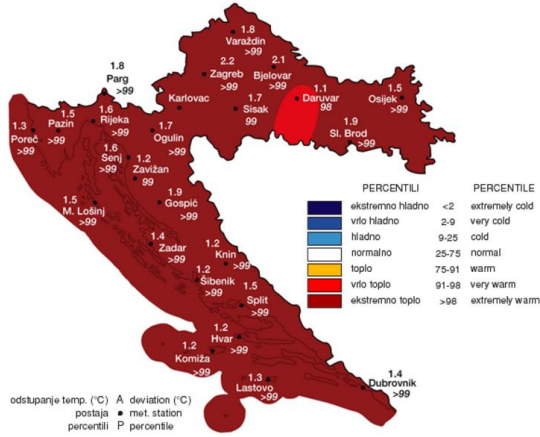 1.8
Varaždin
>99
2.2
Zagreb
>99
2.1
Bjelovar
>99
1.8
Parg
>99
Karlovac
1.7
Sisak
99
1.1
Daruvar
98
1.5
Osijek
>99
1.9
Sl. Brod
>99
1.3
Poreč
>99
1.5
Pazin
>99
1.6
Rijeka
>99
1.7
Ogulin
>99
1.6
Senj
>99
1.2
Zavižan
99
1.5
M. Lošinj
>99
1.9
Gospić
>99
1.4
Zadar
>99
1.2
Knin
>99
1.2
Šibenik
>99
1.5
Split
>99
1.2
Hvar
>99
1.2
Komiža
>99
1.3
Lastovo
>99
1.4
Dubrovnik
>99
PERCENTILI PERCENTILE
ekstremno hladno <2 extremely cold
vrlo hladno 2-9 very cold
hladno 9-25 cold
normalno 25-75 normal
toplo 75-91 warm
vrlo toplo 91-98 very warm
ekstremno toplo >98 extremely warm
odstupanje temp. (°C) A deviation (°C)
postaja met. station
percentili P percentile